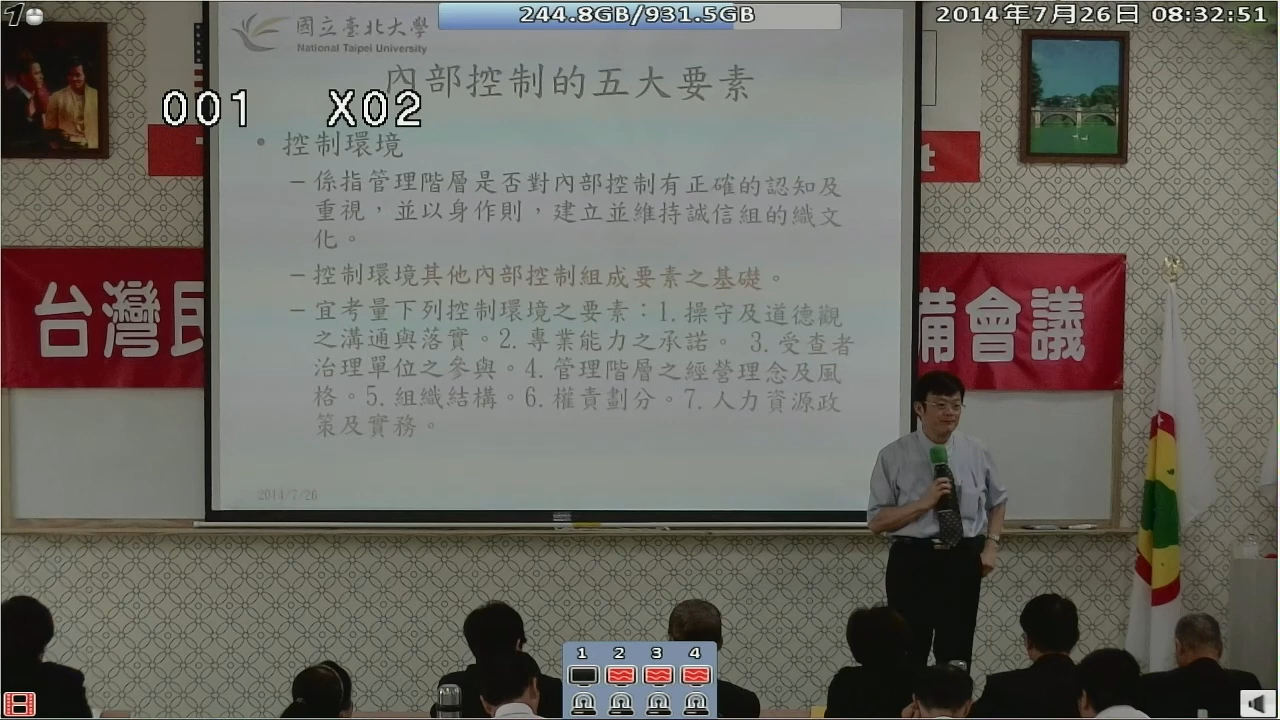 1
244.8GB/931.5GB
2014年7月26日 08:32:51
國立臺北大學
National Taipei University
內部控制的五大要素
001 X02
• 控制環境
t
– 係指管理階層是否對內部控制有正確的認知及
重視，並以身作則，建立並維持誠信組的織文
化。
– 控制環境其他內部控制組成要素之基礎。
– 宜考量下列控制環境之要素：1. 操守及道德觀
之溝通與落實。2. 專業能力之承諾。 3. 受查者
治理單位之參與。4. 管理階層之經營理念及風
格。5. 組織結構。6. 權責劃分。7. 人力資源政
策及實務。
台灣民
備會議
2014/7/26
1 2 3 4